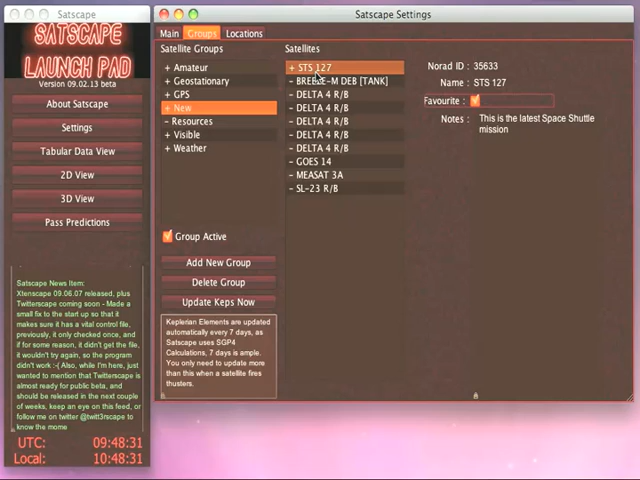 Satscape
SATSCAPE
LAUNCH PAD
Version 09.02.13 beta
About Satscape
Settings
Tabular Data View
2D View
3D View
Pass Predictions
Satscape News Item:
Xtenscape 09.06.07 released, plus
Twitterscape coming soon - Made a
small fix to the start up so that it
makes sure it has a vital control file,
previously, it only checked once, and
if for some reason, it didn't get the file,
it wouldn't try again, so the program
didn't work :-( Also, while I'm here, just
wanted to mention that Twitterscape is
almost ready for public beta, and
should be released in the next couple
of weeks, keep an eye on this feed, or
follow me on twitter @twitt3rscape to
know the mome
UTC: 09:48:31
Local: 10:48:31
Satscape Settings
Main Groups Locations
Satellite Groups
+ Amateur
+ Geostationary
+ GPS
+ New
- Resources
+ Visible
+ Weather
Group Active
Add New Group
Delete Group
Update Keps Now
Keplerian Elements are updated
automatically every 7 days, as
Satscape uses SGP4
Calculations, 7 days is ample.
You only need to update more
than this when a satellite fires
thrusters.
Satellites
+ STS 127
- BREEZE-M DEB [TANK]
- DELTA 4 R/B
- DELTA 4 R/B
- DELTA 4 R/B
- DELTA 4 R/B
- DELTA 4 R/B
- GOES 14
- MEASAT 3A
- SL-23 R/B
Norad ID : 35633
Name : STS 127
Favourite :
Notes : This is the latest Space Shuttle
mission